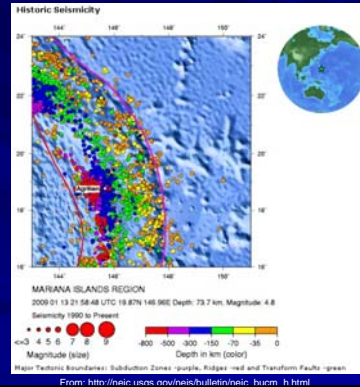 Historic Seismicity
144° 146° 148° 150°
24° 24°
22° 22°
20° 20°
18° 18°
16° 16°
144° 146° 148° 150°
MARIANA ISLANDS REGION
2009 01 13 21:58:48 UTC 19.87N 146.96E Depth: 73.7 km, Magnitude: 4.8
Seismicity 1990 to Present
<=3 4 5 6 7 8 9
-800 -500 -300 -150 -70 -35 0
Magnitude (size) Depth in km (color)
Major Tectonic Boundaries: Subduction Zones -purple, Ridges -red and Transform Faults -green
From: http://neic.usgs.gov/neis/bulletin/neic_bucm_h.html